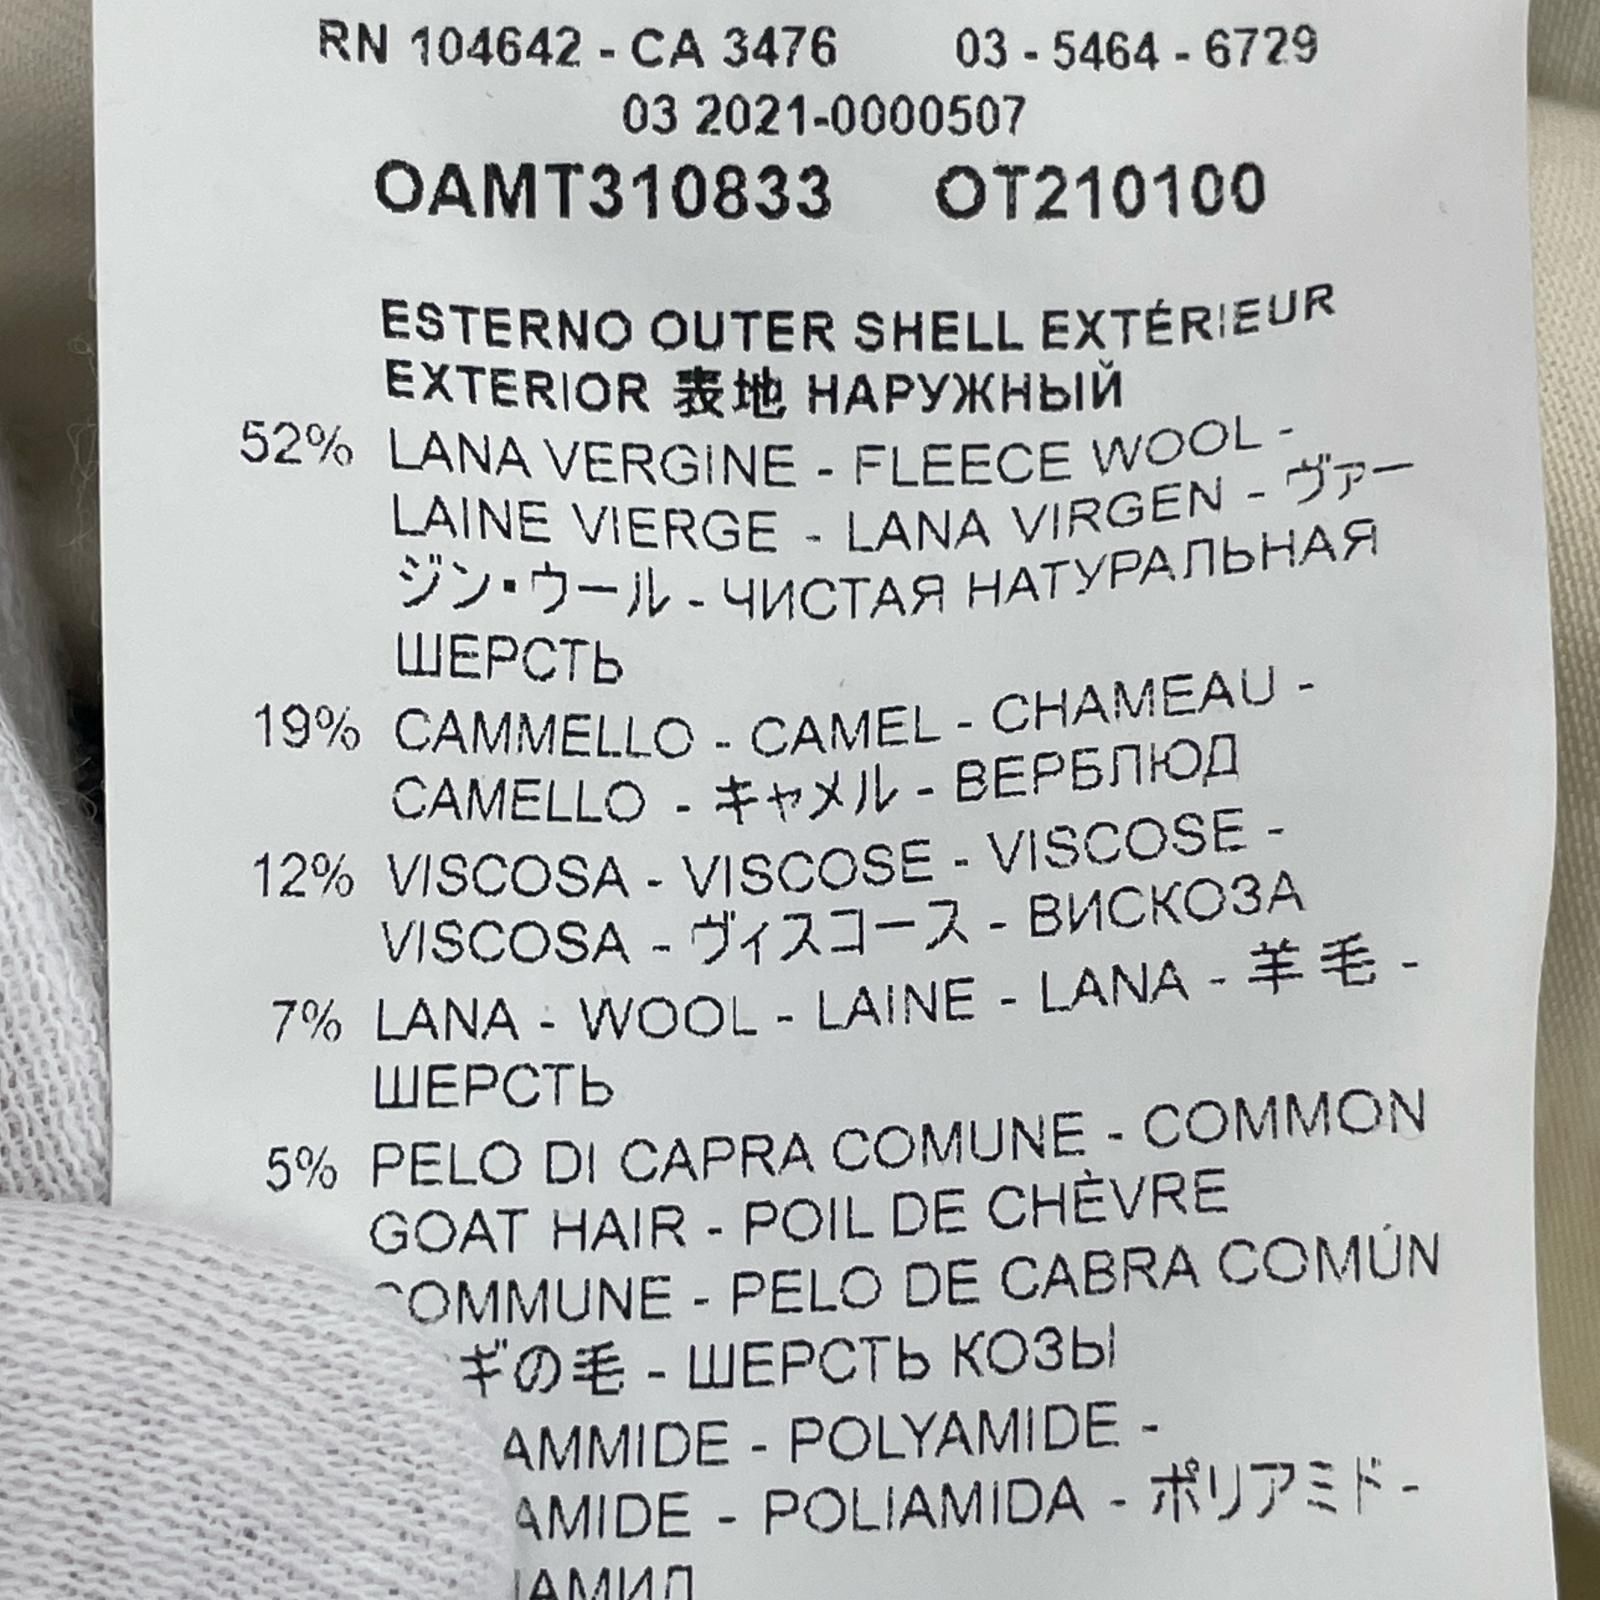 RN 104642 - CA 3476 03 - 5464 - 6729
03 2021-0000507
OAMT310833 OT210100
ESTERNO OUTER SHELL EXTÉRIEUR
EXTERIOR 表地 НАРУЖНЫЙ
52% LANA VERGINE - FLEECE WOOL -
LAINE VIERGE - LANA VIRGEN - ヴァー
ジン・ウール - ЧИСТАЯ НАТУРАЛЬНАЯ
ШЕРСТЬ
19% CAMMELLO - CAMEL - CHAMEAU -
CAMELLO - キャメル - ВЕРБЛЮД
12% VISCOSA - VISCOSE - VISCOSE -
VISCOSA - ヴィスコース - ВИСКОЗА
7% LANA - WOOL - LAINE - LANA - 羊毛 -
ШЕРСТЬ
5% PELO DI CAPRA COMUNE - COMMON
GOAT HAIR - POIL DE CHÈVRE
COMMUNE - PELO DE CABRA COMÚN
ギの毛 - ШЕРСТЬ КОЗЫ
AMMIDE - POLYAMIDE -
AMIDE - POLIAMIDA - ポリアミド -